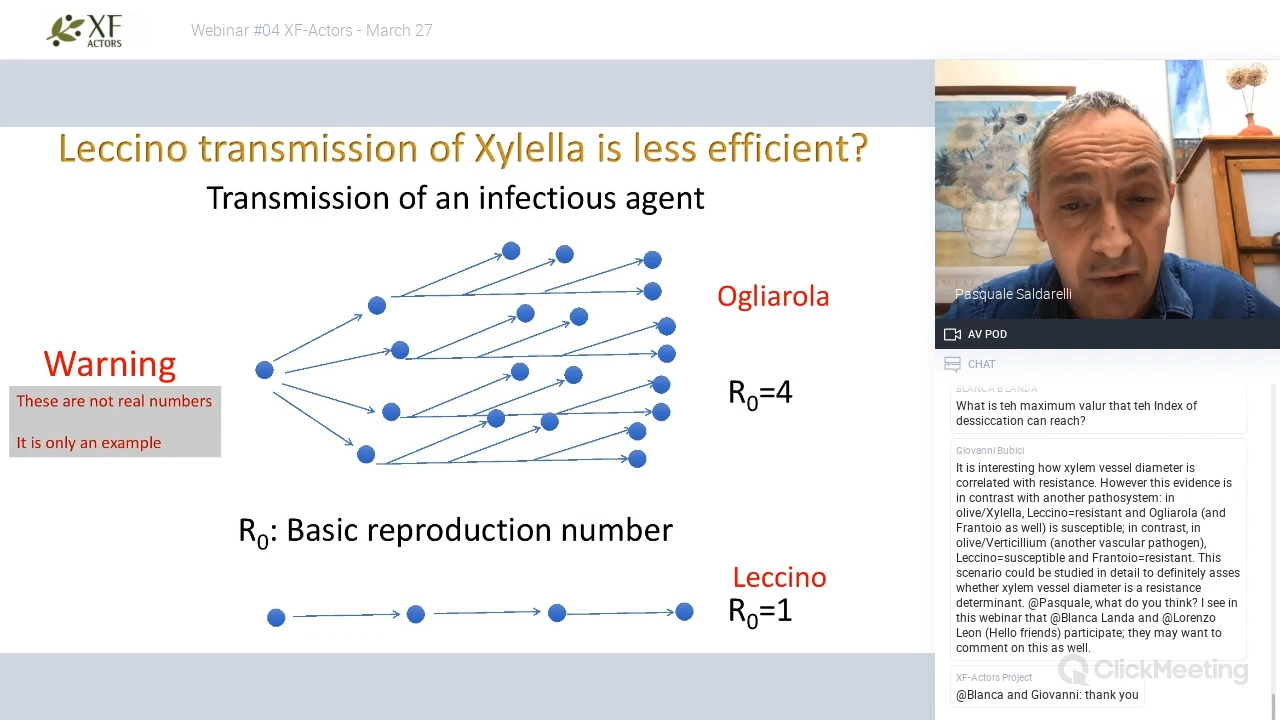 XF
ACTORS
Webinar #04 XF-Actors - March 27
Leccino transmission of Xylella is less efficient?
Transmission of an infectious agent
Ogliarola
Warning
These are not real numbers
It is only an example
R0=4
R0: Basic reproduction number
Leccino
R0=1
Pasquale Saldarelli
AV POD
CHAT
BLANCA B LANDA
What is teh maximum valur that teh Index of
dessiccation can reach?
Giovanni Bubici
It is interesting how xylem vessel diameter is
correlated with resistance. However this evidence is
in contrast with another pathosystem: in
olive/Xylella, Leccino=resistant and Ogliarola (and
Frantoio as well) is susceptible; in contrast, in
olive/Verticillium (another vascular pathogen),
Leccino=susceptible and Frantoio=resistant. This
scenario could be studied in detail to definitely asses
whether xylem vessel diameter is a resistance
determinant. @Pasquale, what do you think? I see in
this webinar that @Blanca Landa and @Lorenzo
Leon (Hello friends) participate; they may want to
comment on this as well.
ClickMeeting
XF-Actors Project
@Blanca and Giovanni: thank you